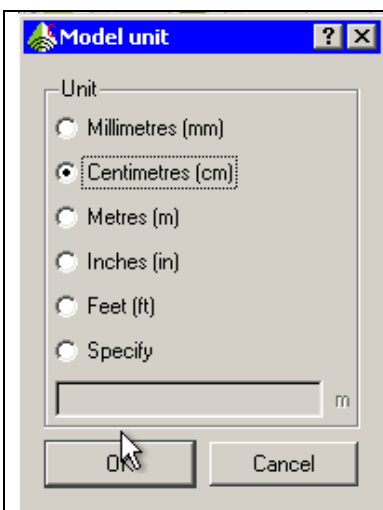 Model unit
Unit
Millimetres (mm)
Centimetres (cm)
Metres (m)
Inches (in)
Feet (ft)
Specify
m
OK Cancel